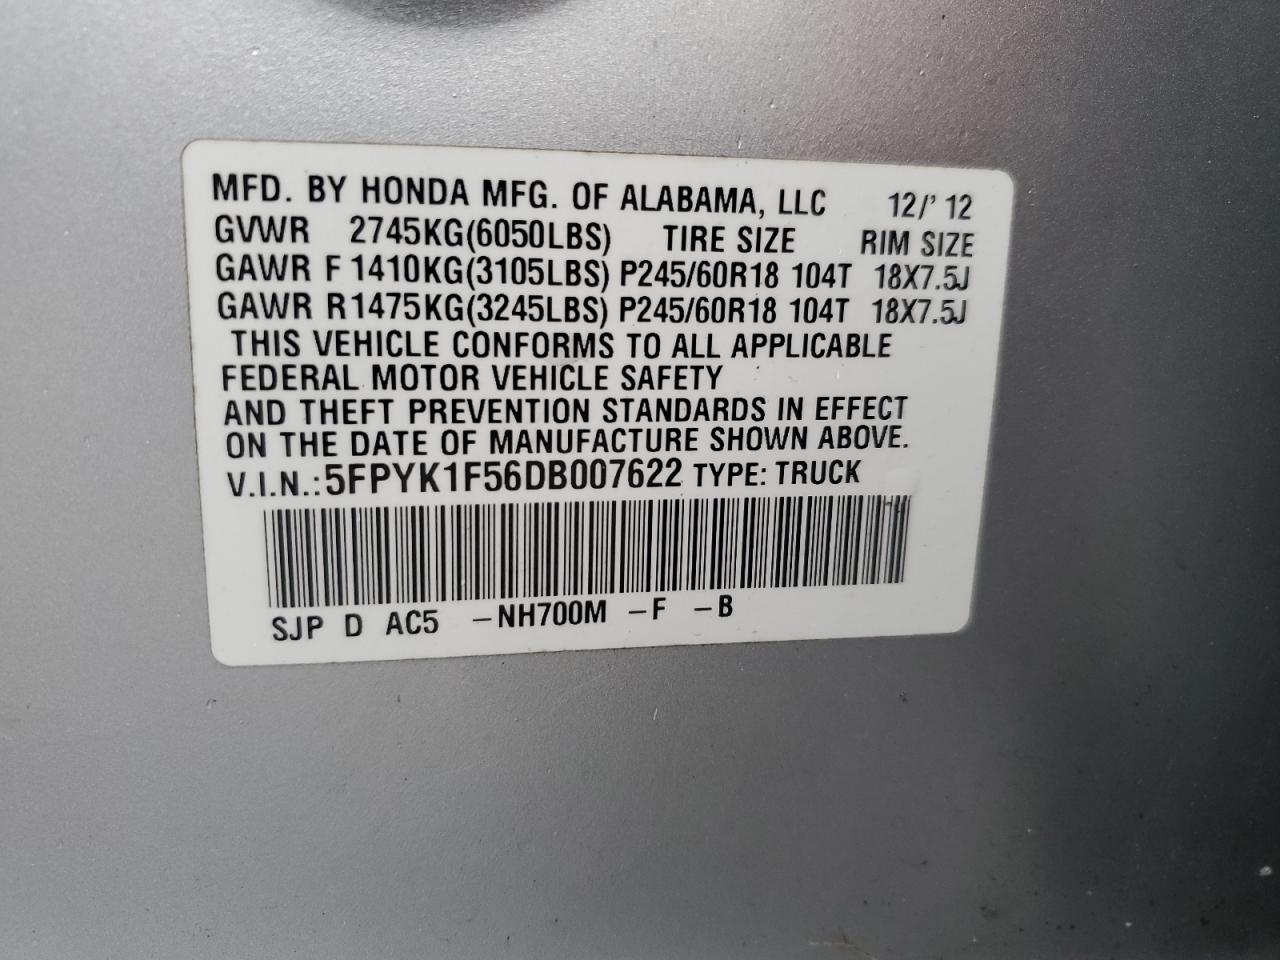 MFD. BY HONDA MFG. OF ALABAMA, LLC 12/'12
GVWR 2745KG(6050LBS) TIRE SIZE RIM SIZE
GAWR F 1410KG(3105LBS) P245/60R18 104T 18X7.5J
GAWR R1475KG(3245LBS) P245/60R18 104T 18X7.5J
THIS VEHICLE CONFORMS TO ALL APPLICABLE
FEDERAL MOTOR VEHICLE SAFETY
AND THEFT PREVENTION STANDARDS IN EFFECT
ON THE DATE OF MANUFACTURE SHOWN ABOVE.
V.I.N.:5FPYK1F56DB007622 TYPE: TRUCK
SJP D AC5 -NH700M -F -B